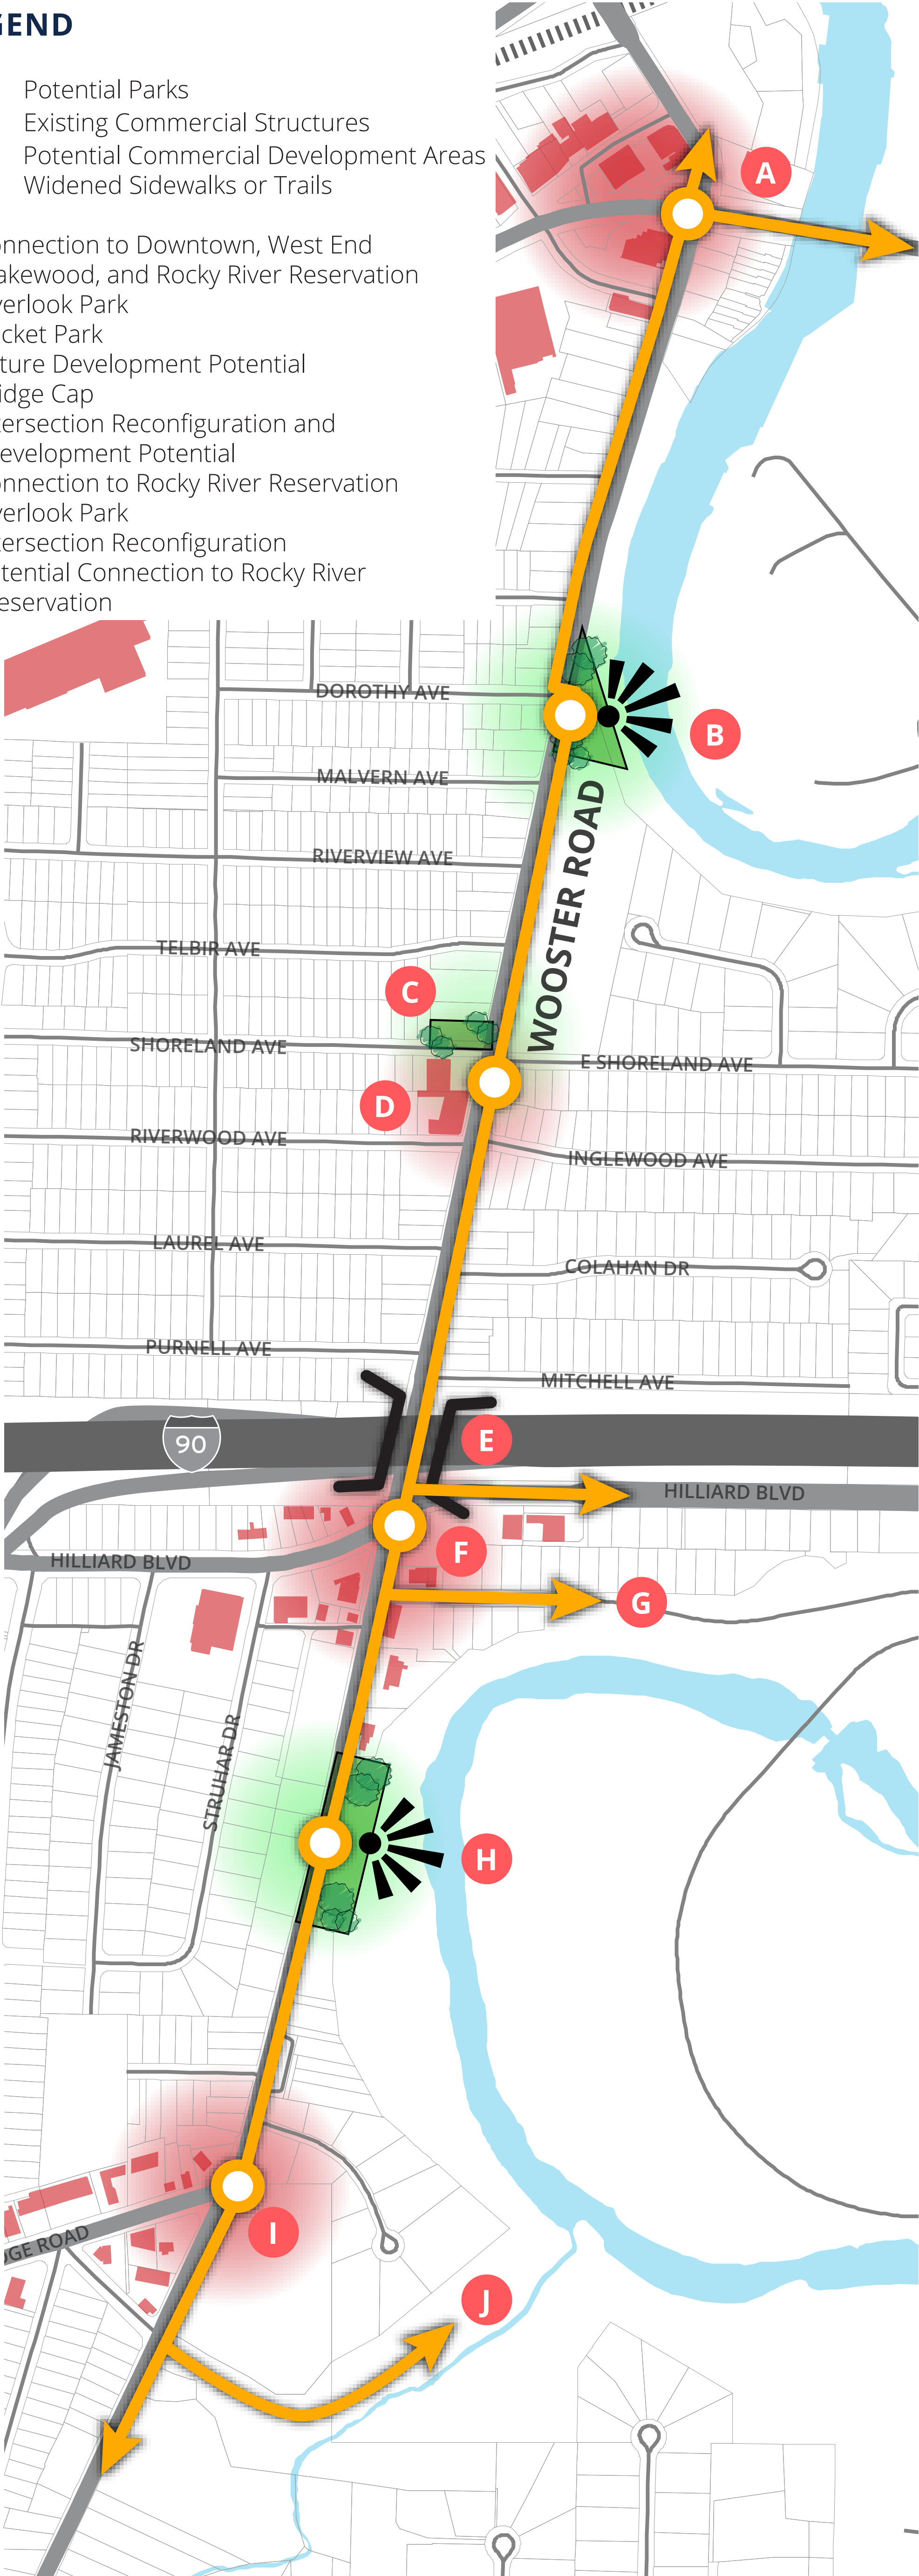 GEND
Potential Parks
Existing Commercial Structures
Potential Commercial Development Areas
Widened Sidewalks or Trails
onnection to Downtown, West End
akewood, and Rocky River Reservation
verlook Park
cket Park
ture Development Potential
idge Cap
tersection Reconfiguration and
evelopment Potential
onnection to Rocky River Reservation
verlook Park
tersection Reconfiguration
tential Connection to Rocky River
eservation
A
DOROTHY AVE
B
MALVERN AVE
WOOSTER ROAD
RIVERVIEW AVE
TELBIR AVE
C
SHORELAND AVE
E SHORELAND AVE
D
RIVERWOOD AVE
INGLEWOOD AVE
LAUREL AVE
COLAHAN DR
PURNELL AVE
MITCHELL AVE
90
E
HILLIARD BLVD
F
HILLIARD BLVD
G
JAMESTON DR
STRUHAR DR
H
I
DGE ROAD
J